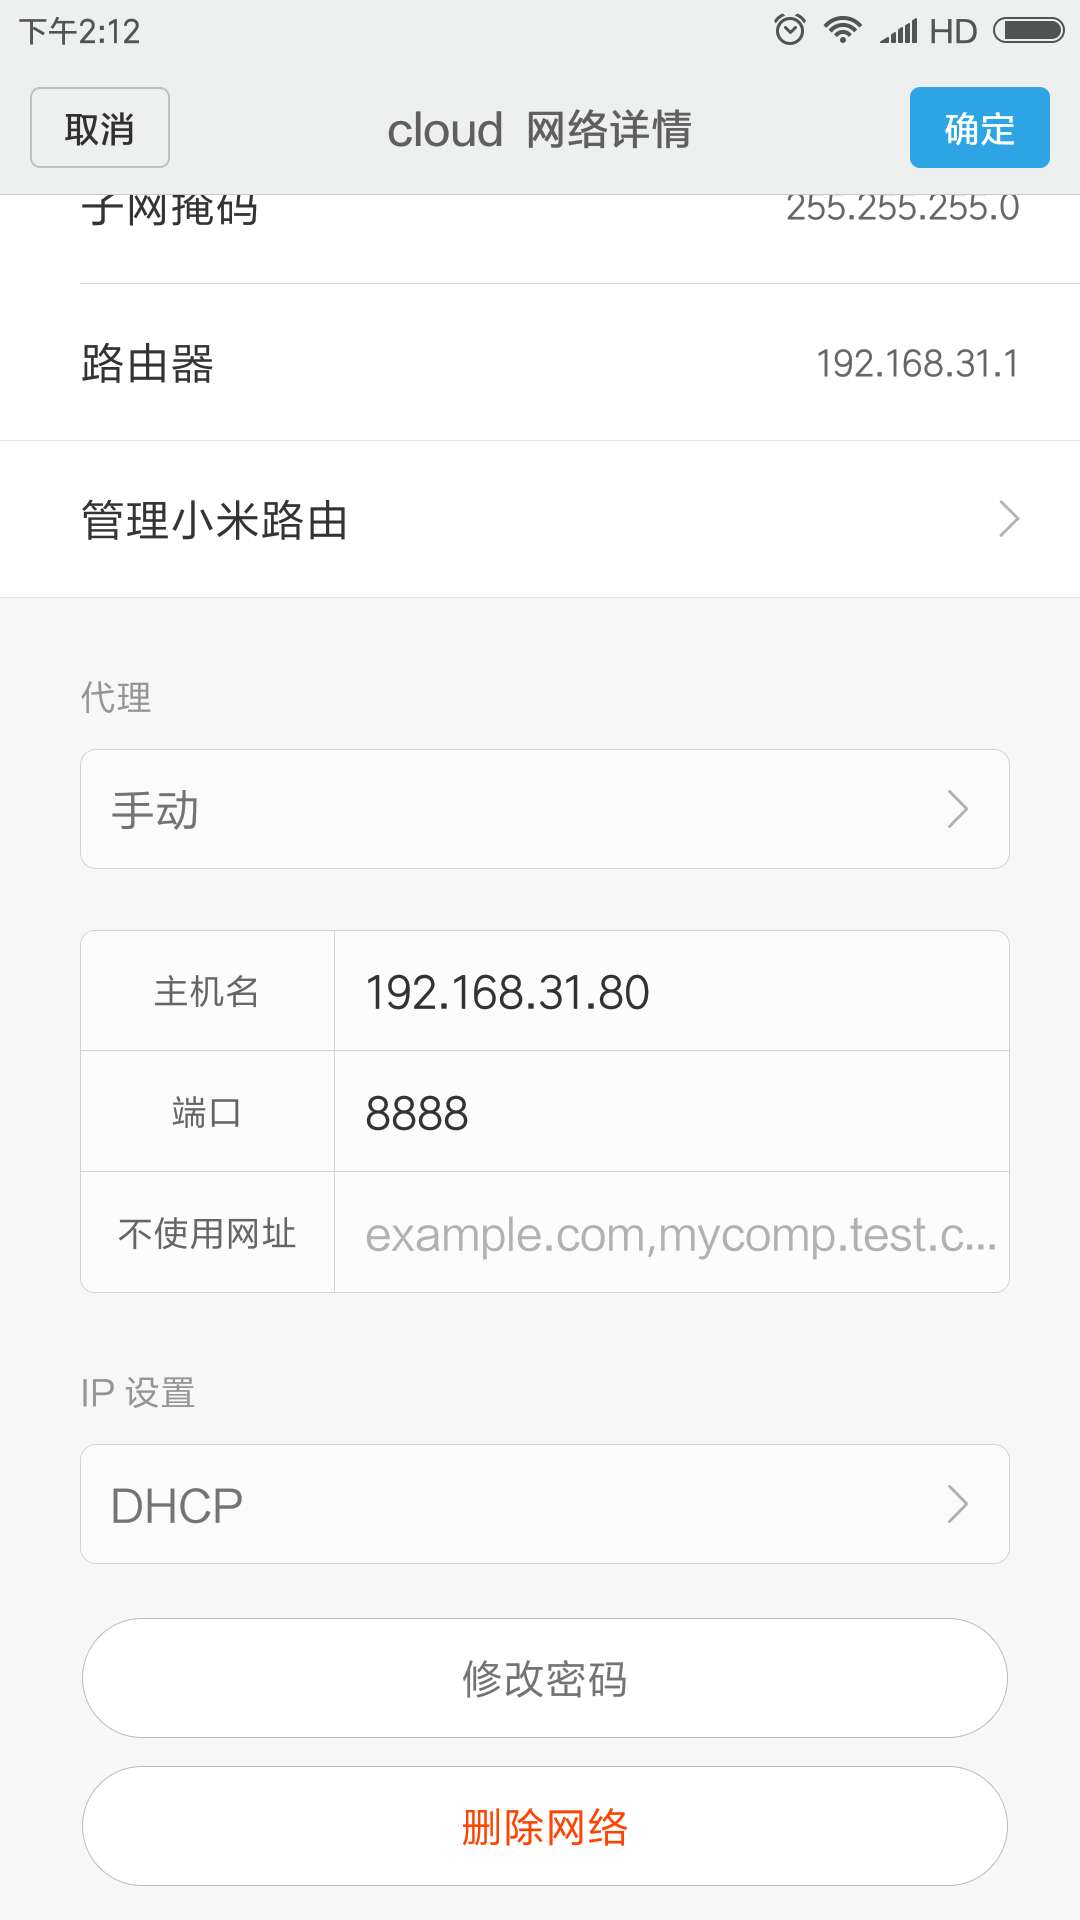 下午2:12 HD
取消 cloud 网络详情 确定
子网掩码 255.255.255.0
路由器 192.168.31.1
管理小米路由
代理
手动
主机名 192.168.31.80
端口 8888
不使用网址 example.com,mycomp.test.c...
IP 设置
DHCP
修改密码
删除网络